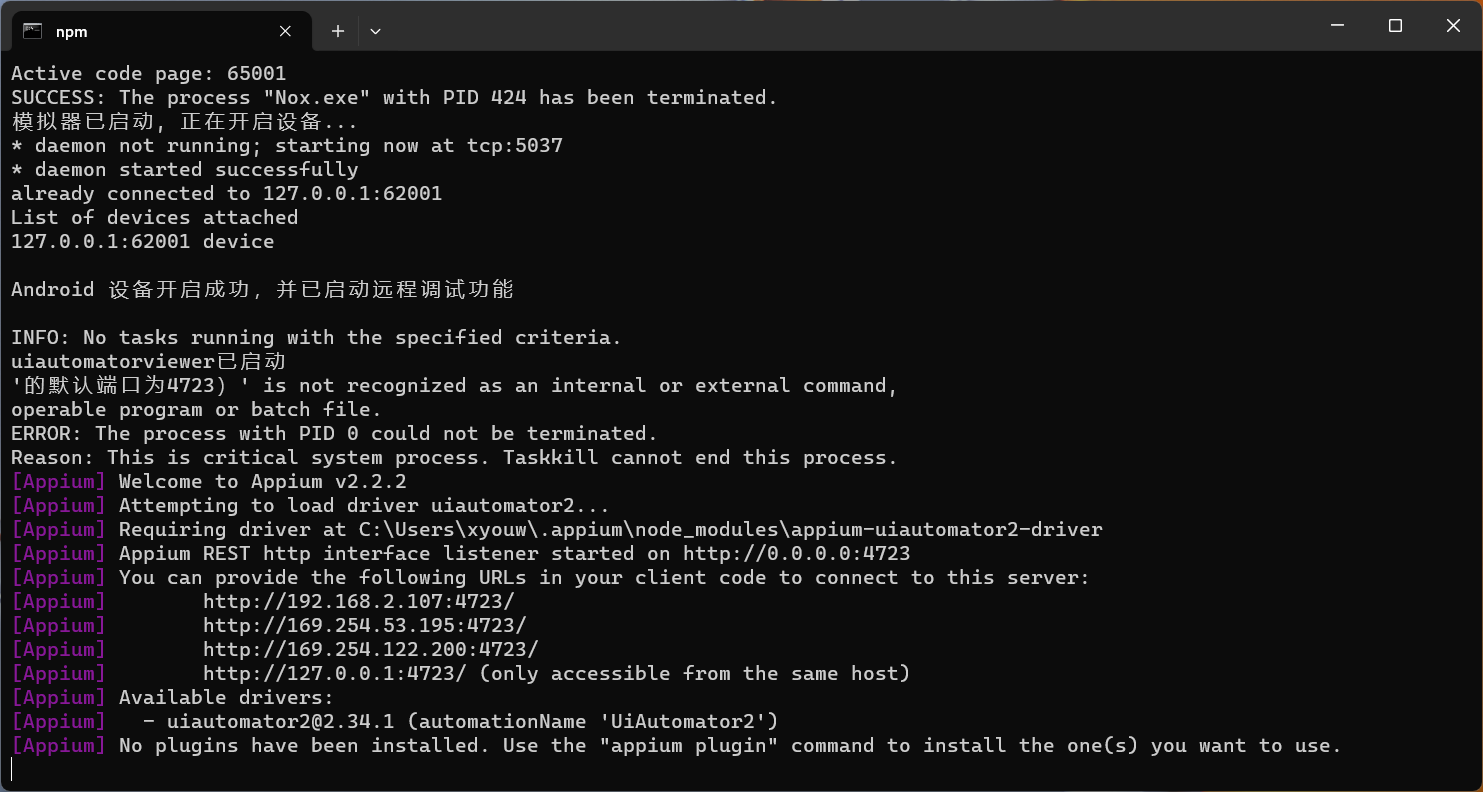 npm
Active code page: 65001
SUCCESS: The process "Nox.exe" with PID 424 has been terminated.
模拟器已启动，正在开启设备...
* daemon not running; starting now at tcp:5037
* daemon started successfully
already connected to 127.0.0.1:62001
List of devices attached
127.0.0.1:62001 device
Android 设备开启成功，并已启动远程调试功能
INFO: No tasks running with the specified criteria.
uiautomatorviewer已启动
'的默认端口为4723）' is not recognized as an internal or external command,
operable program or batch file.
ERROR: The process with PID 0 could not be terminated.
Reason: This is critical system process. Taskkill cannot end this process.
[Appium] Welcome to Appium v2.2.2
[Appium] Attempting to load driver uiautomator2...
[Appium] Requiring driver at C:\Users\xyouw\.appium\node_modules\appium-uiautomator2-driver
[Appium] Appium REST http interface listener started on http://0.0.0.0:4723
[Appium] You can provide the following URLs in your client code to connect to this server:
[Appium] http://192.168.2.107:4723/
[Appium] http://169.254.53.195:4723/
[Appium] http://169.254.122.200:4723/
[Appium] http://127.0.0.1:4723/ (only accessible from the same host)
[Appium] Available drivers:
[Appium]   - uiautomator2@2.34.1 (automationName 'UiAutomator2')
[Appium] No plugins have been installed. Use the "appium plugin" command to install the one(s) you want to use.